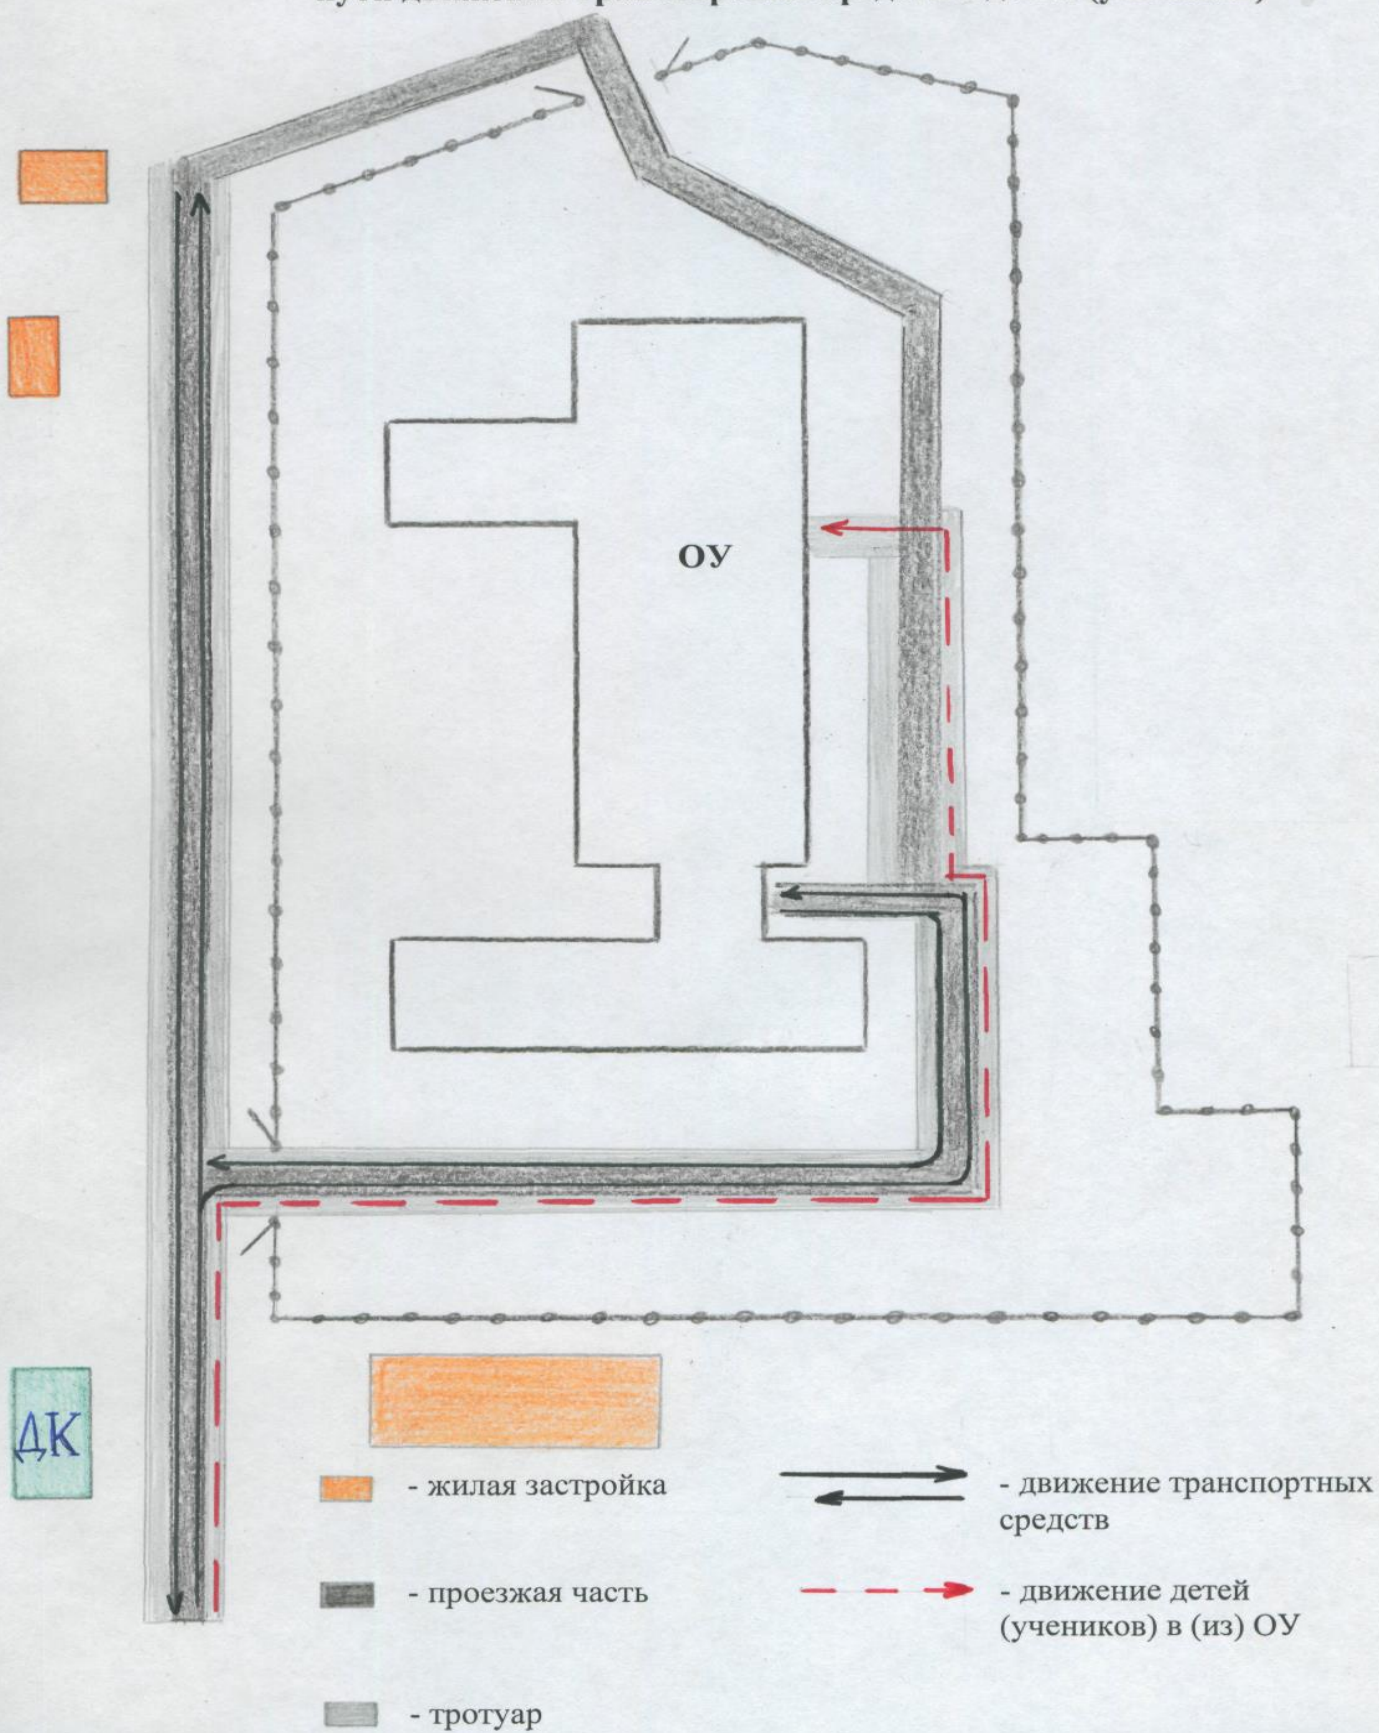 ОУ
ДК
- жилая застройка
- движение транспортных
средств
- проезжая часть
- движение детей
(учеников) в (из) ОУ
- тротуар